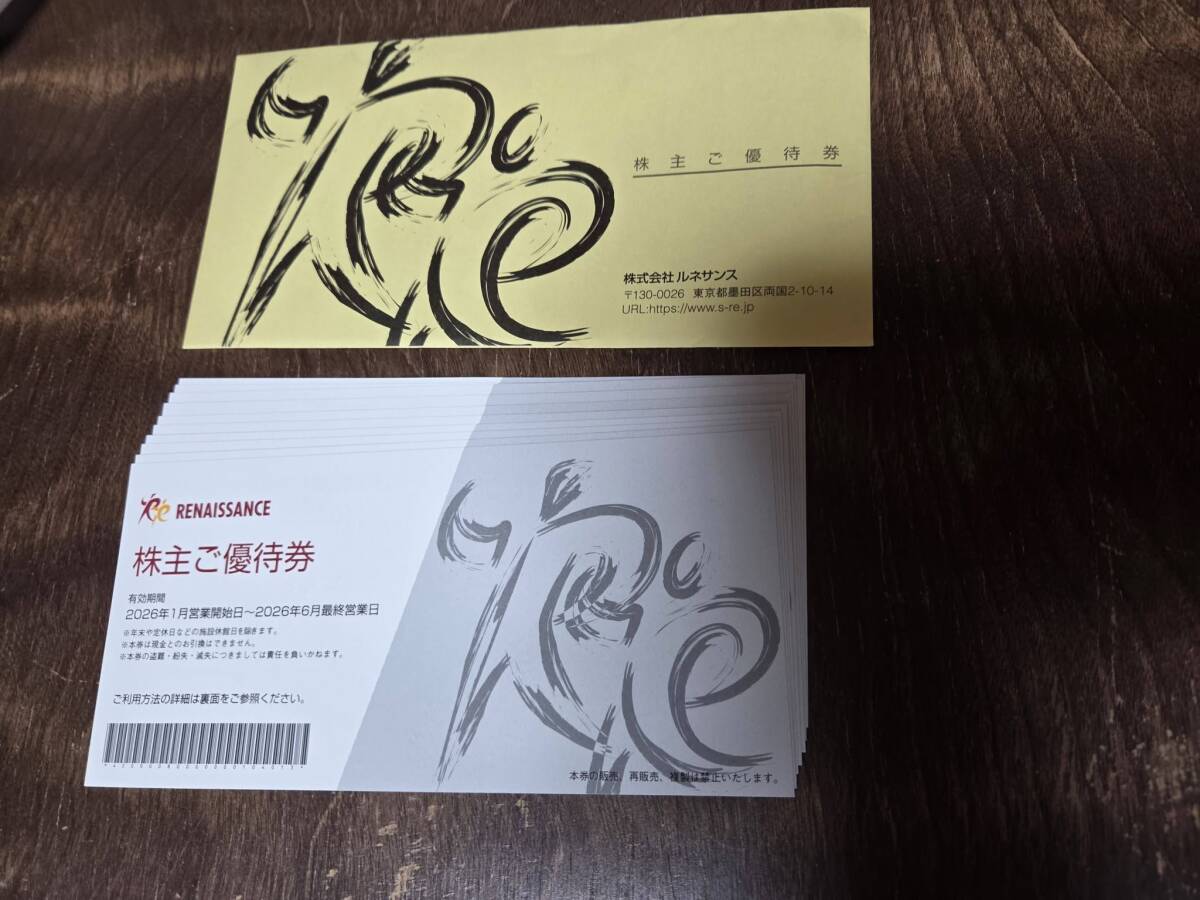 株主ご優待券
株式会社 ルネサンス
〒130-0026 東京都墨田区両国2-10-14
URL:https://www.s-re.jp
RENAISSANCE
株主ご優待券
有効期間
2026年1月営業開始日〜2026年6月最終営業日
※年末や定休日などの施設休館日を除きます。
※本券は現金とのお引換はできません。
※本券の盗難・紛失・滅失につきましては責任を負いかねます。
ご利用方法の詳細は裏面をご参照ください。
本券の販売、再販売、複製は禁止いたします。